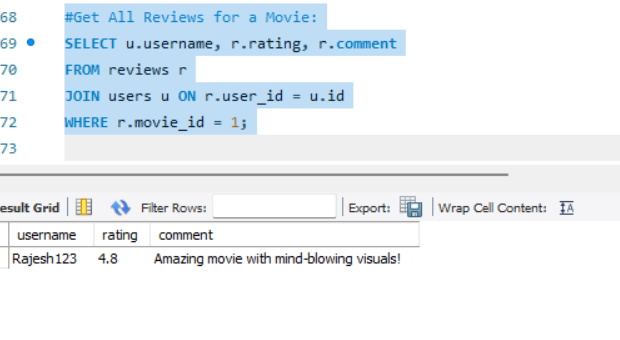 68 #Get All Reviews for a Movie:
69 SELECT u.username, r.rating, r.comment
70 FROM reviews r
71 JOIN users u ON r.user_id = u.id
72 WHERE r.movie_id = 1;
73
esult Grid Filter Rows: Export: Wrap Cell Content: IA
username rating comment
Rajesh123 4.8 Amazing movie with mind-blowing visuals!